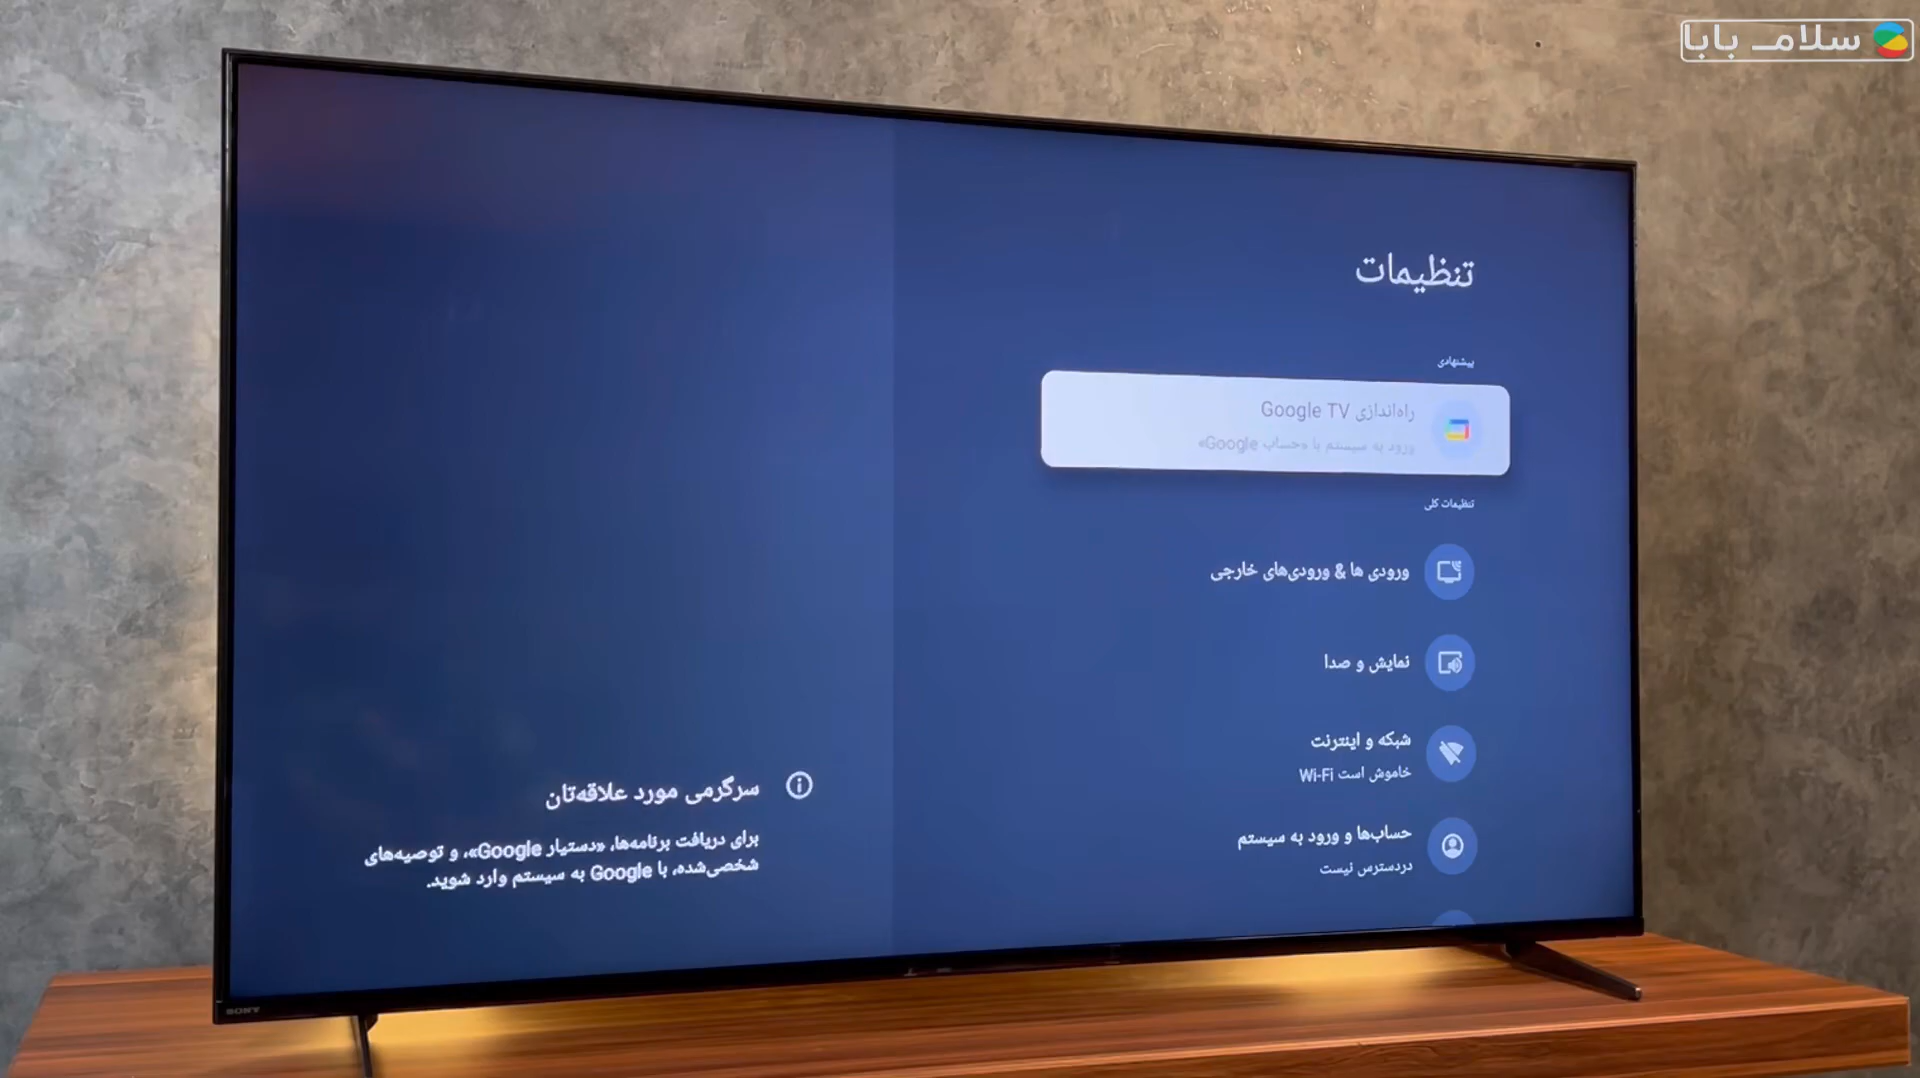 سلامـ بابا
تنظیمات
پیشنهادی
راه‌اندازی Google TV
ورود به سیستم با «حساب Google»
تنظیمات کلی
ورودی ها & ورودی‌های خارجی
نمایش و صدا
شبکه و اینترنت
خاموش است Wi-Fi
حساب‌ها و ورود به سیستم
دردسترس نیست
سرگرمی مورد علاقه‌تان
برای دریافت برنامه‌ها، «دستیار Google»، و توصیه‌های
شخصی‌شده، با Google به سیستم وارد شوید.
SONY